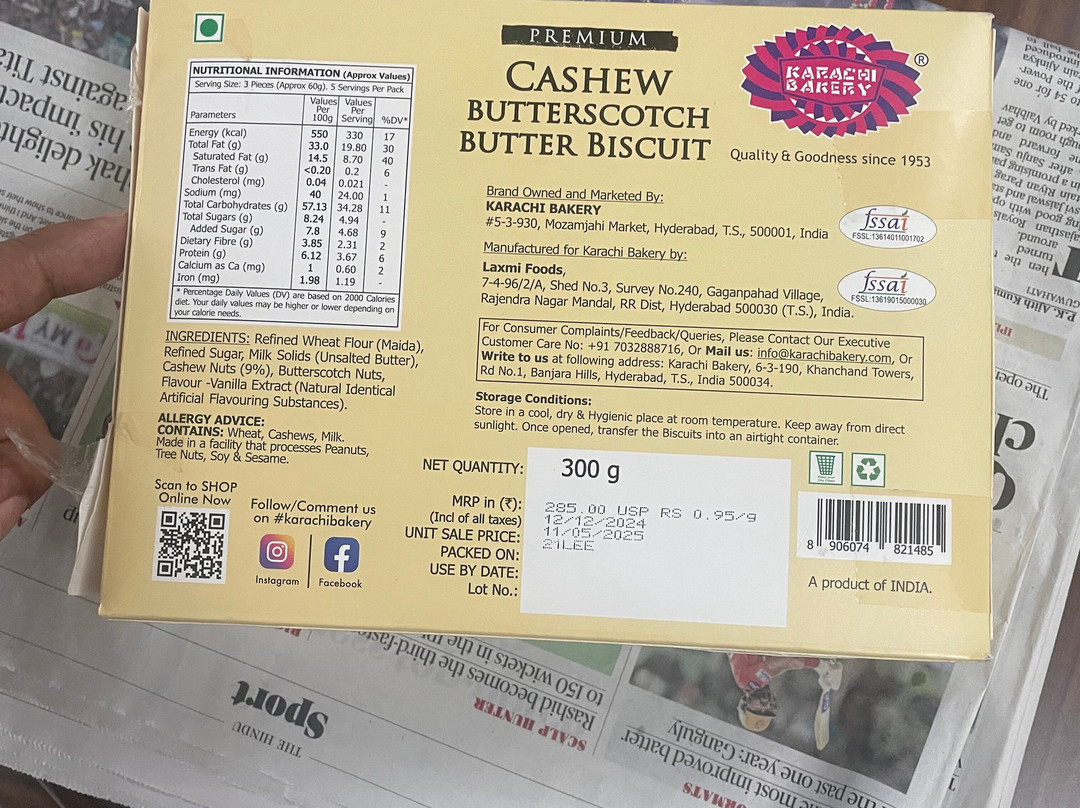 PREMIUM
CASHEW
BUTTERSCOTCH
BUTTER BISCUIT
KARACHI
BAKERY
®
Quality & Goodness since 1953
NUTRITIONAL INFORMATION (Approx Values)
Serving Size: 3 Pieces (Approx 60g). 5 Servings Per Pack
Parameters Values Per 100g Values Per Serving %DV*
Energy (kcal) 550 330 17
Total Fat (g) 33.0 19.80 30
Saturated Fat (g) 14.5 8.70 40
Trans Fat (g) <0.20 0.2 6
Cholesterol (mg) 0.04 0.021 -
Sodium (mg) 40 24.00 1
Total Carbohydrates (g) 57.13 34.28 11
Total Sugars (g) 8.24 4.94 -
Added Sugar (g) 7.8 4.68 9
Dietary Fibre (g) 3.85 2.31 2
Protein (g) 6.12 3.67 6
Calcium as Ca (mg) 1 0.60 2
Iron (mg) 1.98 1.19 -
* Percentage Daily Values (DV) are based on 2000 Calories
diet. Your daily values may be higher or lower depending on
your calorie needs.
INGREDIENTS: Refined Wheat Flour (Maida),
Refined Sugar, Milk Solids (Unsalted Butter),
Cashew Nuts (9%), Butterscotch Nuts,
Flavour -Vanilla Extract (Natural Identical
Artificial Flavouring Substances).
ALLERGY ADVICE:
CONTAINS: Wheat, Cashews, Milk.
Made in a facility that processes Peanuts,
Tree Nuts, Soy & Sesame.
Scan to SHOP
Online Now
Follow/Comment us
on #karachibakery
Instagram
Facebook
Brand Owned and Marketed By:
KARACHI BAKERY
#5-3-930, Mozamjahi Market, Hyderabad, T.S., 500001, India
fssai
FSSL:13614011001702
Manufactured for Karachi Bakery by:
Laxmi Foods,
7-4-96/2/A, Shed No.3, Survey No.240, Gaganpahad Village,
Rajendra Nagar Mandal, RR Dist, Hyderabad 500030 (T.S.), India.
fssai
FSSL:13619015000030
For Consumer Complaints/Feedback/Queries, Please Contact Our Executive
Customer Care No: +91 7032888716, Or Mail us: info@karachibakery.com, Or
Write to us at following address: Karachi Bakery, 6-3-190, Khanchand Towers,
Rd No.1, Banjara Hills, Hyderabad, T.S., India 500034.
Storage Conditions:
Store in a cool, dry & Hygienic place at room temperature. Keep away from direct
sunlight. Once opened, transfer the Biscuits into an airtight container.
NET QUANTITY: 300 g
MRP in (₹):
(Incl of all taxes)
UNIT SALE PRICE:
PACKED ON:
USE BY DATE:
Lot No.:
285.00 USP RS 0.95/9
12/12/2024
11/05/2025
21LEE
8 906074 821485
A product of INDIA.
THE HINDU
Sport
SCALP HUNTER
Rashid becomes the third-faste
to 150 wickets in the
most improved batter
the past one year: Ganguly
against Tita
his impac
hak delight
The open
P.K. Ajith Kum
GUWAHATI
IPL